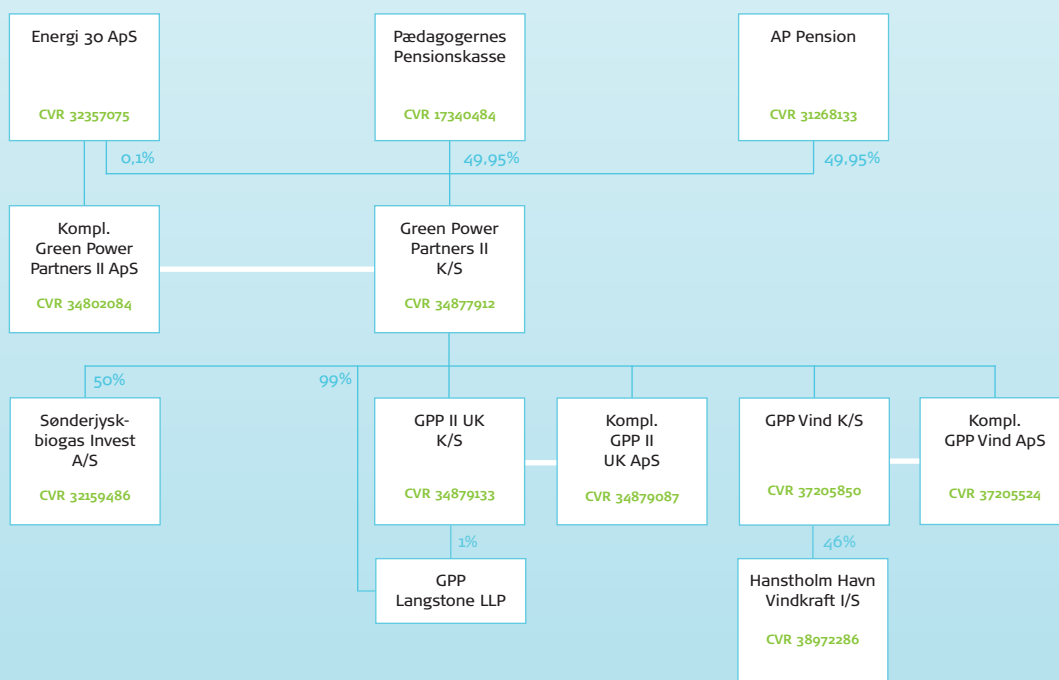 Energi 30 ApS
CVR 32357075
Pædagogernes
Pensionskasse
CVR 17340484
AP Pension
CVR 31268133
0,1%
49,95%
49,95%
Kompl.
Green Power
Partners II ApS
CVR 34802084
Green Power
Partners II
K/S
CVR 34877912
50%
99%
Sønderjysk-
biogas Invest
A/S
CVR 32159486
GPP II UK
K/S
CVR 34879133
Kompl.
GPP II
UK ApS
CVR 34879087
GPP Vind K/S
CVR 37205850
Kompl.
GPP Vind ApS
CVR 37205524
1%
46%
GPP
Langstone LLP
Hanstholm Havn
Vindkraft I/S
CVR 38972286